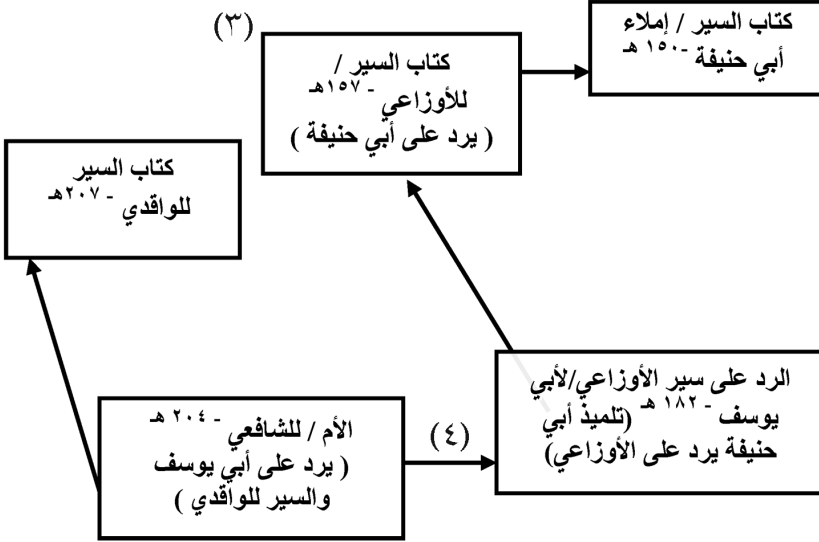 كتاب السير / إملاء
أبي حنيفة -١٥٠ هـ
(٣)
كتاب السير /
للأوزاعي - ١٥٧هـ
( يرد على أبي حنيفة )
كتاب السير
للواقدي - ٢٠٧هـ
الرد على سير الأوزاعي/لأبي
يوسف - ١٨٢ هـ (تلميذ أبي
حنيفة يرد على الأوزاعي)
(٤)
الأم / للشافعي - ٢٠٤ هـ
( يرد على أبي يوسف
والسير للواقدي )